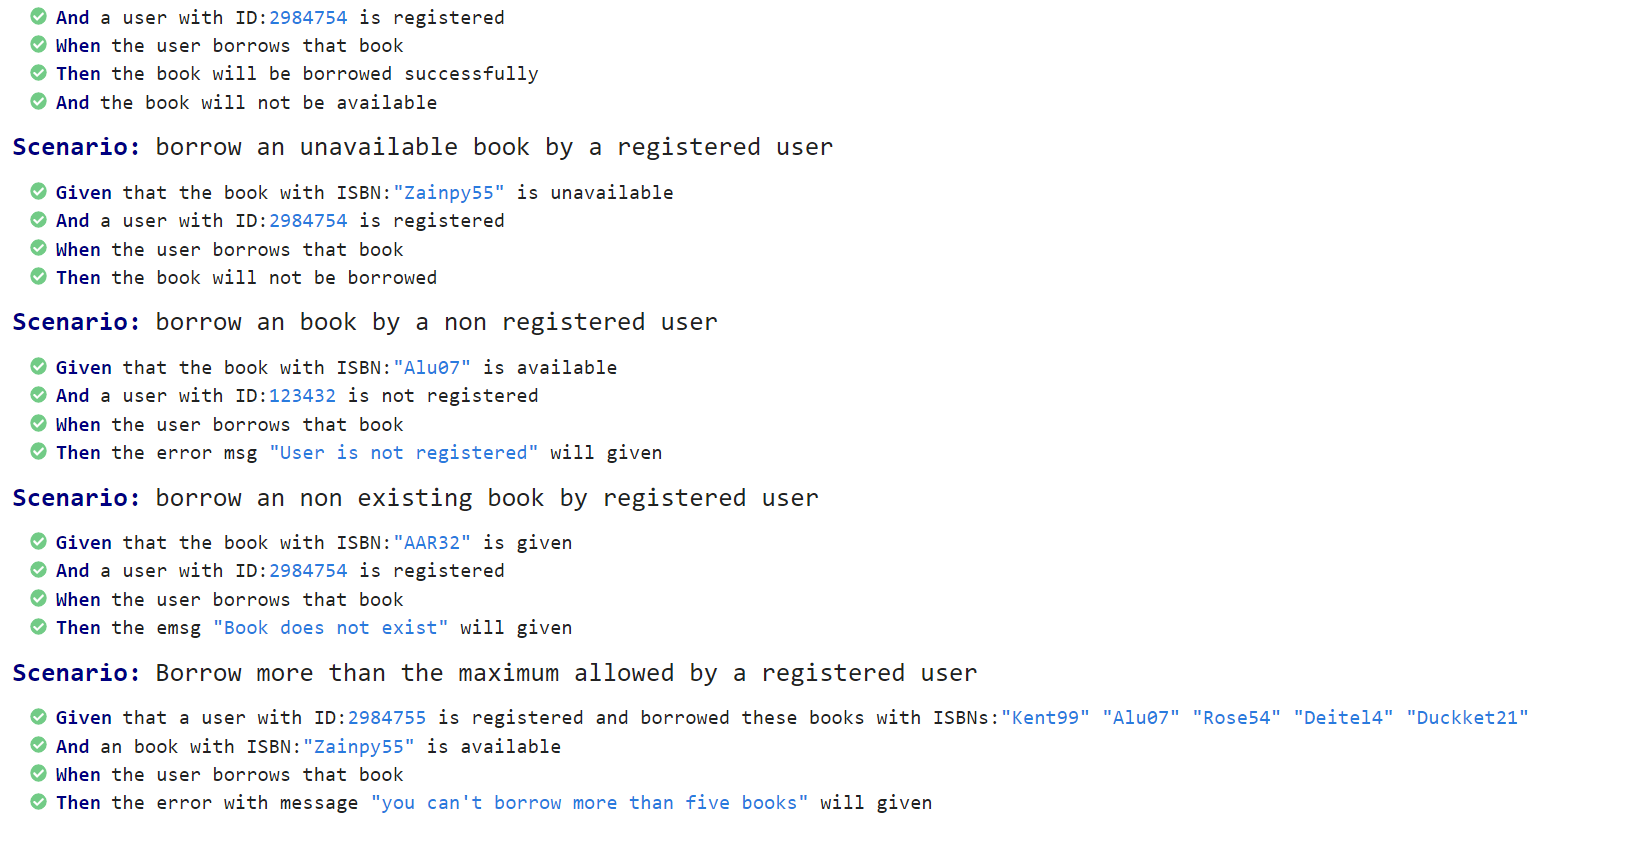 And a user with ID:2984754 is registered
When the user borrows that book
Then the book will be borrowed successfully
And the book will not be available
Scenario: borrow an unavailable book by a registered user
Given that the book with ISBN:"Zainpy55" is unavailable
And a user with ID:2984754 is registered
When the user borrows that book
Then the book will not be borrowed
Scenario: borrow an book by a non registered user
Given that the book with ISBN:"Alu07" is available
And a user with ID:123432 is not registered
When the user borrows that book
Then the error msg "User is not registered" will given
Scenario: borrow an non existing book by registered user
Given that the book with ISBN:"AAR32" is given
And a user with ID:2984754 is registered
When the user borrows that book
Then the emsg "Book does not exist" will given
Scenario: Borrow more than the maximum allowed by a registered user
Given that a user with ID:2984755 is registered and borrowed these books with ISBNs:"Kent99" "Alu07" "Rose54" "Deitel4" "Duckket21"
And an book with ISBN:"Zainpy55" is available
When the user borrows that book
Then the error with message "you can't borrow more than five books" will given